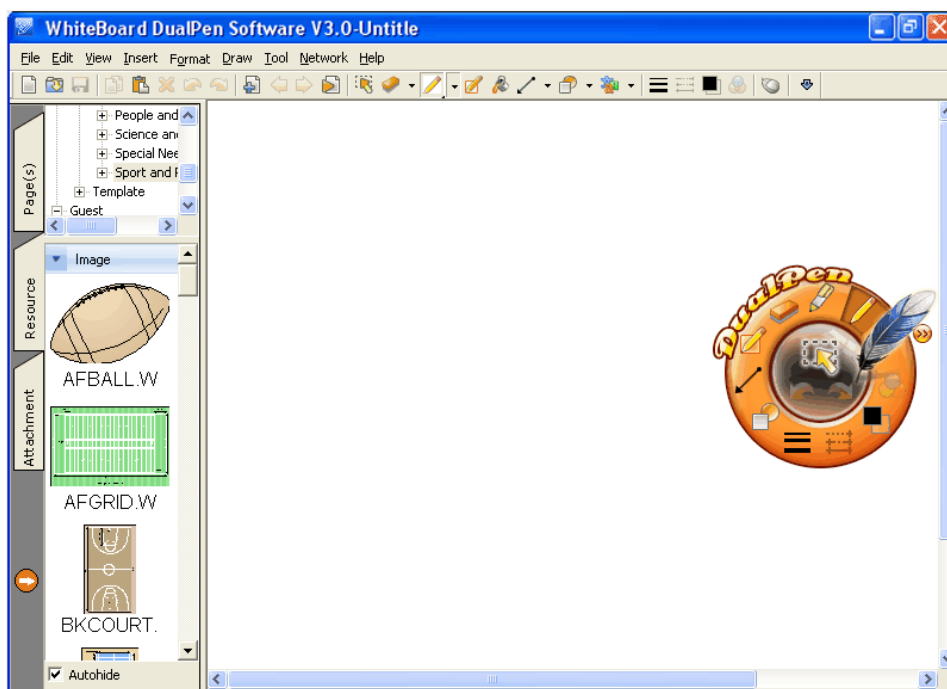 WhiteBoard DualPen Software V3.0-Untitle
File Edit View Insert Format Draw Tool Network Help
Page(s)
Resource
Attachment
People and
Science an
Special Nee
Sport and
Template
Guest
Image
AFBALL.W
AFGRID.W
BKCOURT.
Autohide
DualPen